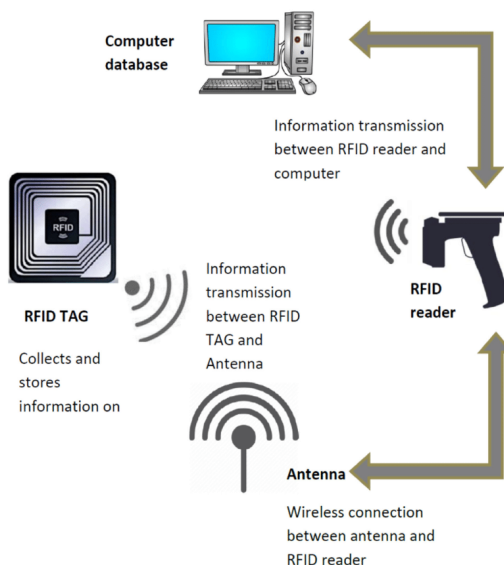 Computer
database
Information transmission
between RFID reader and
computer
RFID
RFID TAG
Collects and
stores
information on
Information
transmission
between RFID
TAG and
Antenna
RFID
reader
Antenna
Wireless connection
between antenna and
RFID reader